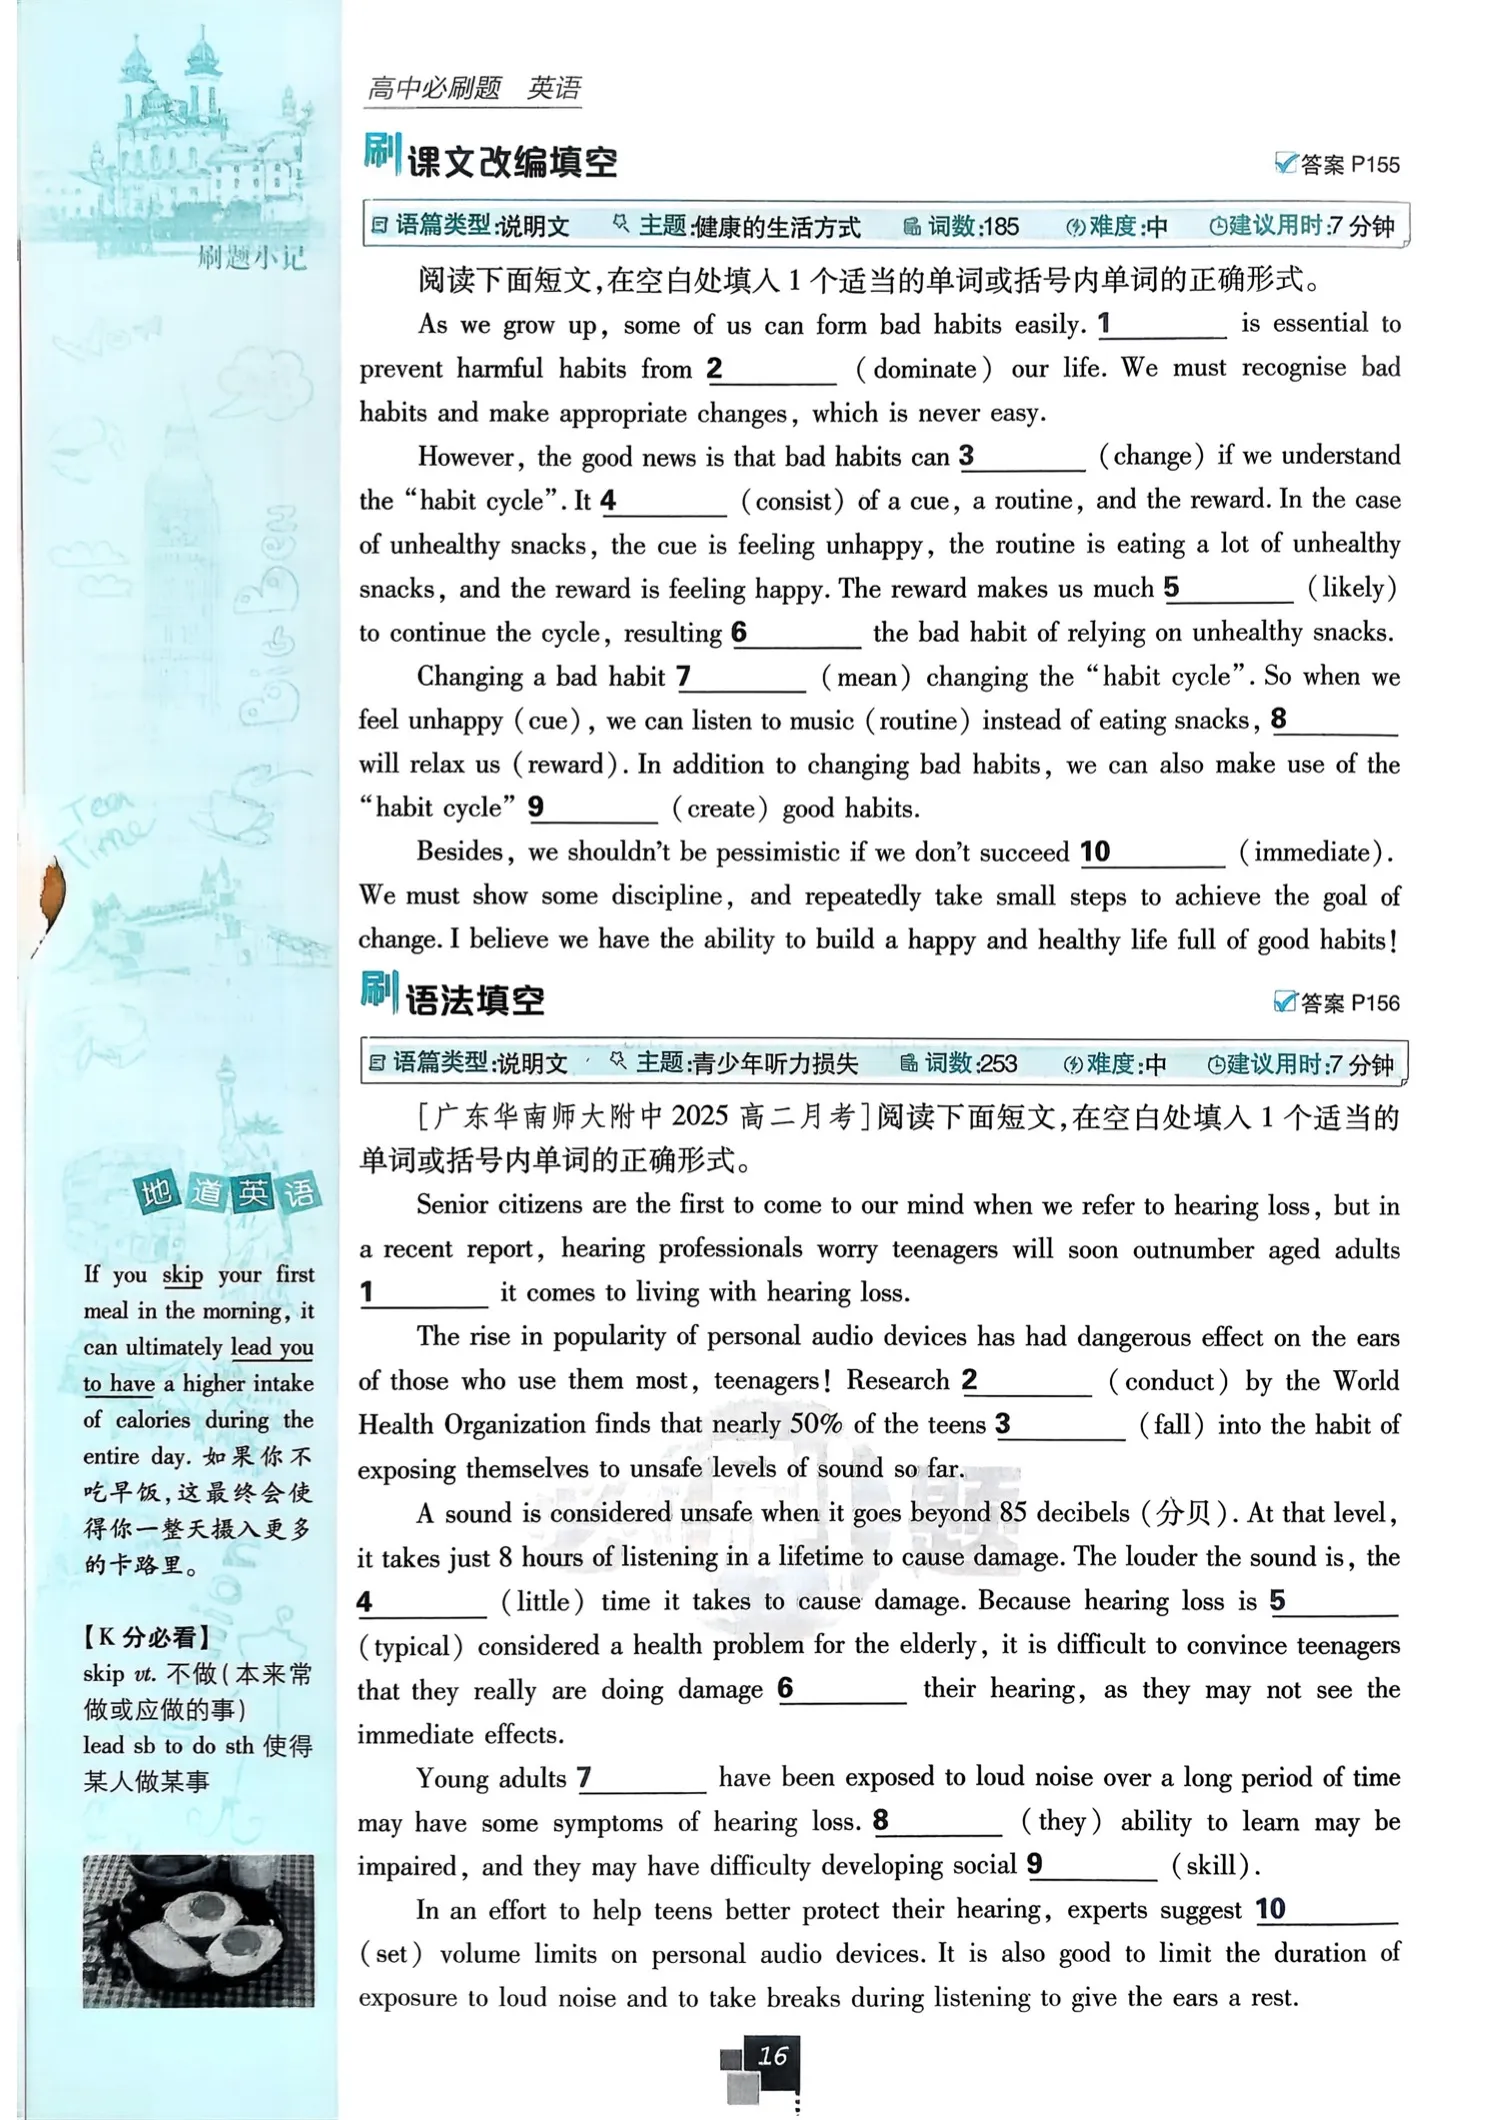 高中必刷题 英语
刷 课文改编填空
答案 P155
语篇类型:说明文 主题:健康的生活方式 词数:185 难度:中 建议用时:7 分钟
阅读下面短文,在空白处填入 1 个适当的单词或括号内单词的正确形式。
As we grow up, some of us can form bad habits easily. 1________ is essential to
prevent harmful habits from 2________ (dominate) our life. We must recognise bad
habits and make appropriate changes, which is never easy.
However, the good news is that bad habits can 3________ (change) if we understand
the “habit cycle”. It 4________ (consist) of a cue, a routine, and the reward. In the case
of unhealthy snacks, the cue is feeling unhappy, the routine is eating a lot of unhealthy
snacks, and the reward is feeling happy. The reward makes us much 5________ (likely)
to continue the cycle, resulting 6________ the bad habit of relying on unhealthy snacks.
Changing a bad habit 7________ (mean) changing the “habit cycle”. So when we
feel unhappy (cue), we can listen to music (routine) instead of eating snacks, 8________
will relax us (reward). In addition to changing bad habits, we can also make use of the
“habit cycle” 9________ (create) good habits.
Besides, we shouldn’t be pessimistic if we don’t succeed 10________ (immediate).
We must show some discipline, and repeatedly take small steps to achieve the goal of
change. I believe we have the ability to build a happy and healthy life full of good habits!
刷 语法填空
答案 P156
语篇类型:说明文 主题:青少年听力损失 词数:253 难度:中 建议用时:7 分钟
[广东华南师大附中 2025 高二月考]阅读下面短文,在空白处填入 1 个适当的
单词或括号内单词的正确形式。
Senior citizens are the first to come to our mind when we refer to hearing loss, but in
a recent report, hearing professionals worry teenagers will soon outnumber aged adults
1________ it comes to living with hearing loss.
The rise in popularity of personal audio devices has had dangerous effect on the ears
of those who use them most, teenagers! Research 2________ (conduct) by the World
Health Organization finds that nearly 50% of the teens 3________ (fall) into the habit of
exposing themselves to unsafe levels of sound so far.
A sound is considered unsafe when it goes beyond 85 decibels (分贝). At that level,
it takes just 8 hours of listening in a lifetime to cause damage. The louder the sound is, the
4________ (little) time it takes to cause damage. Because hearing loss is 5________
(typical) considered a health problem for the elderly, it is difficult to convince teenagers
that they really are doing damage 6________ their hearing, as they may not see the
immediate effects.
Young adults 7________ have been exposed to loud noise over a long period of time
may have some symptoms of hearing loss. 8________ (they) ability to learn may be
impaired, and they may have difficulty developing social 9________ (skill).
In an effort to help teens better protect their hearing, experts suggest 10________
(set) volume limits on personal audio devices. It is also good to limit the duration of
exposure to loud noise and to take breaks during listening to give the ears a rest.
刷题小记
Wow
Big Ben
Tea
Time
地道英语
If you skip your first
meal in the morning, it
can ultimately lead you
to have a higher intake
of calories during the
entire day. 如果你不
吃早饭,这最终会使
得你一整天摄入更多
的卡路里。
【K 分必看】
skip vt. 不做(本来常
做或应做的事)
lead sb to do sth 使得
某人做某事
16